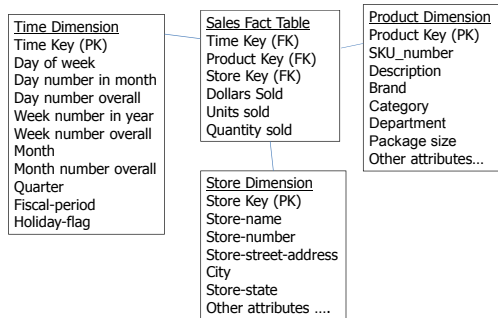 Time Dimension
Time Key (PK)
Day of week
Day number in month
Day number overall
Week number in year
Week number overall
Month
Month number overall
Quarter
Fiscal-period
Holiday-flag
Sales Fact Table
Time Key (FK)
Product Key (FK)
Store Key (FK)
Dollars Sold
Units sold
Quantity sold
Product Dimension
Product Key (PK)
SKU_number
Description
Brand
Category
Department
Package size
Other attributes...
Store Dimension
Store Key (PK)
Store-name
Store-number
Store-street-address
City
Store-state
Other attributes ....